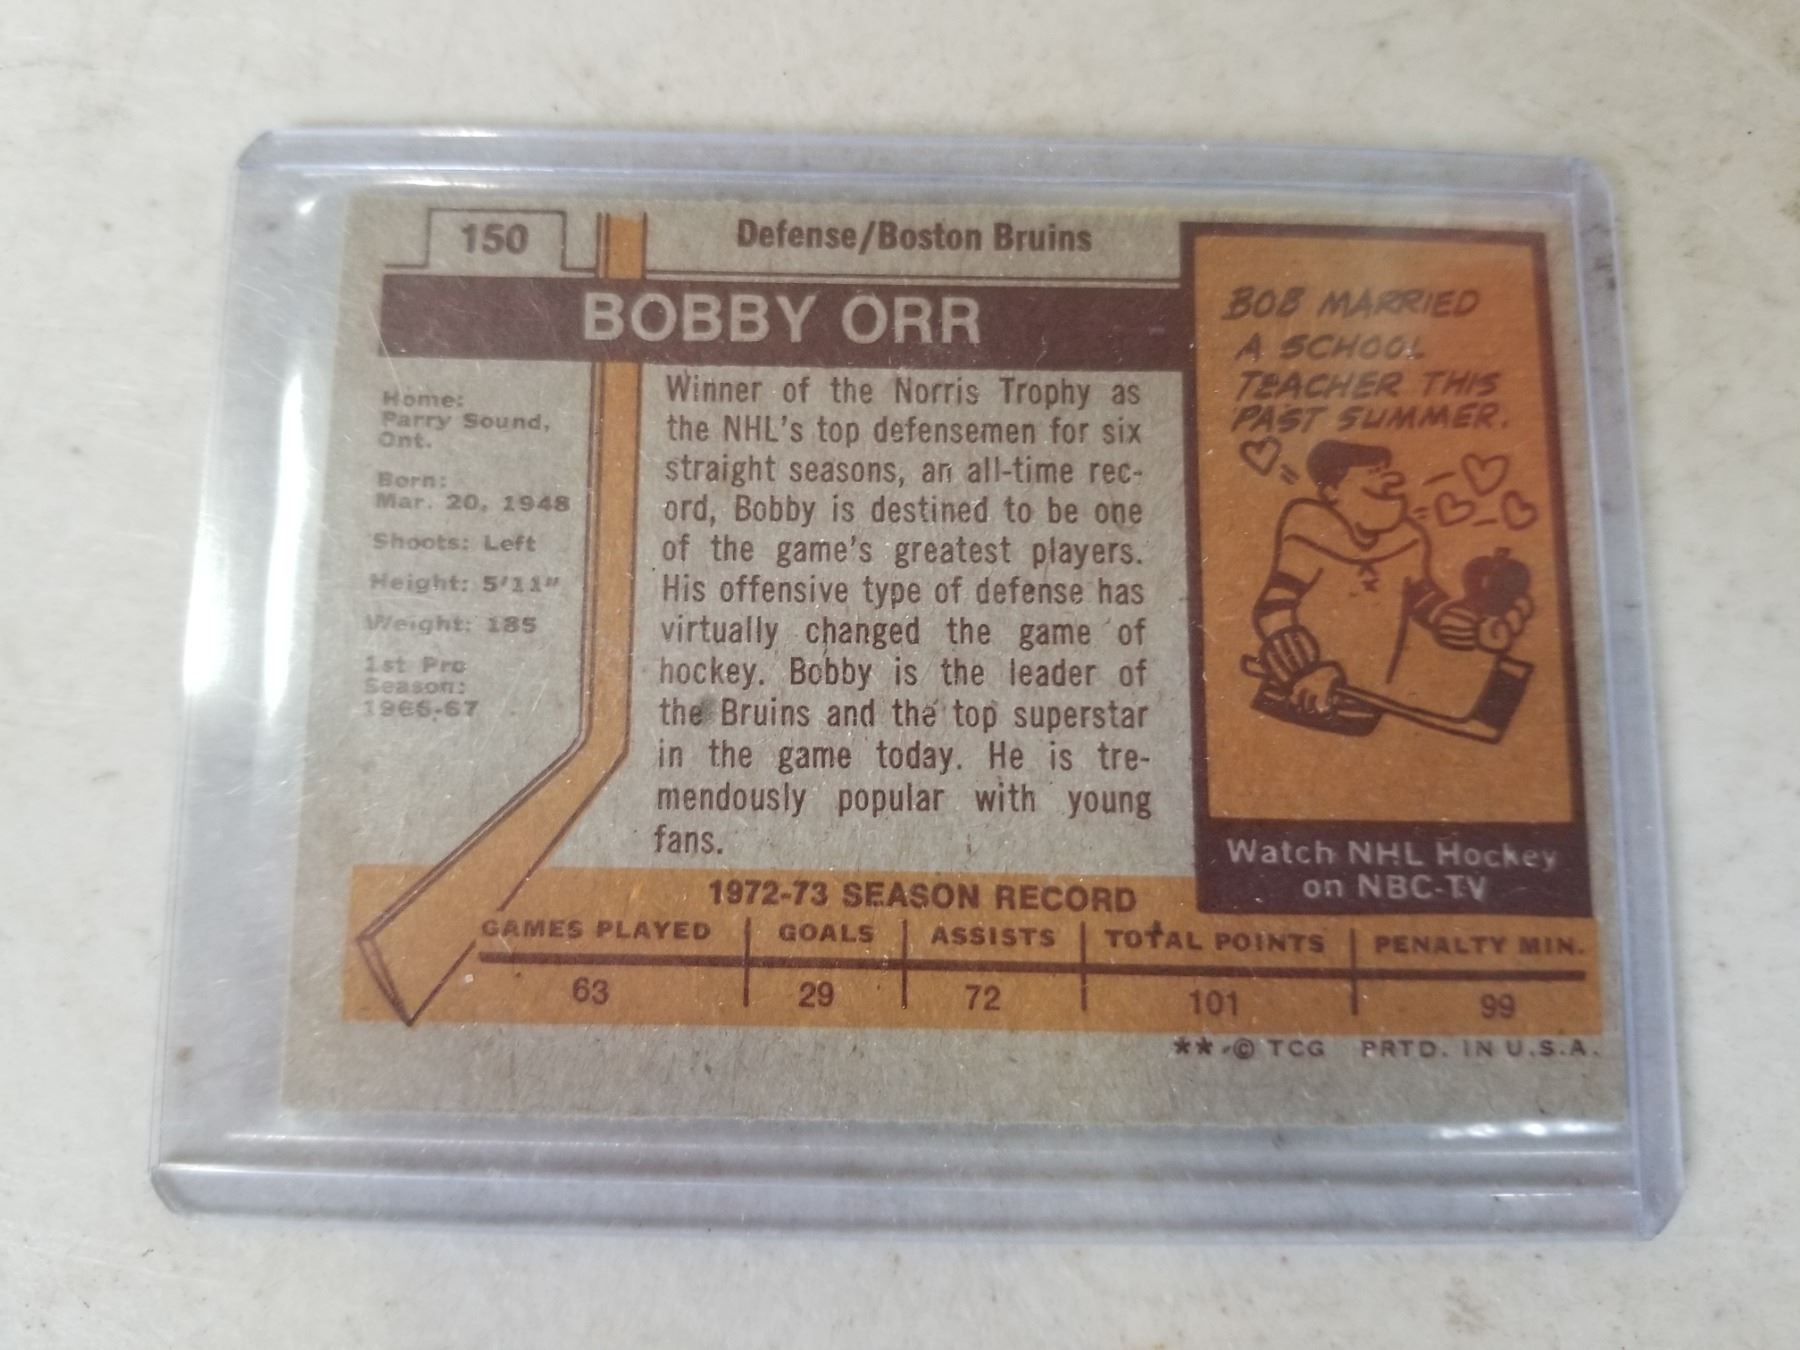 150
Defense/Boston Bruins
BOBBY ORR
Home:
Parry Sound,
Ont.
Born:
Mar. 20, 1948
Shoots: Left
Height: 5'11"
Weight: 185
1st Pro
Season:
1966-67
Winner of the Norris Trophy as
the NHL's top defensemen for six
straight seasons, an all-time rec-
ord, Bobby is destined to be one
of the game's greatest players.
His offensive type of defense has
virtually changed the game of
hockey. Bobby is the leader of
the Bruins and the top superstar
in the game today. He is tre-
mendously popular with young
fans.
BOB MARRIED
A SCHOOL
TEACHER THIS
PAST SUMMER.
Watch NHL Hockey
on NBC-TV
1972-73 SEASON RECORD
GAMES PLAYED GOALS ASSISTS TOTAL POINTS PENALTY MIN.
63 29 72 101 99
**©TCG PRTD. IN U.S.A.